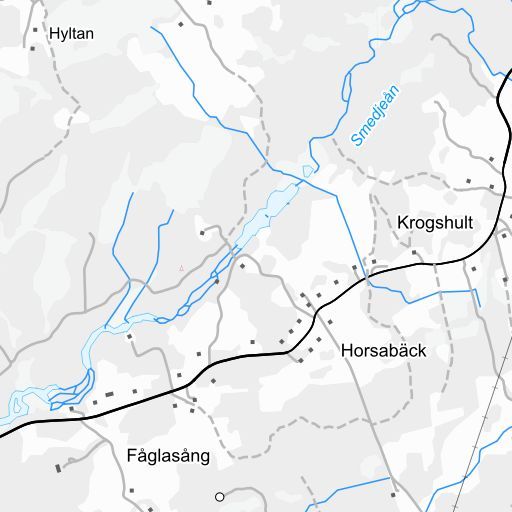 Hyltan
Smedjeån
Krogshult
Horsabäck
Fåglasång